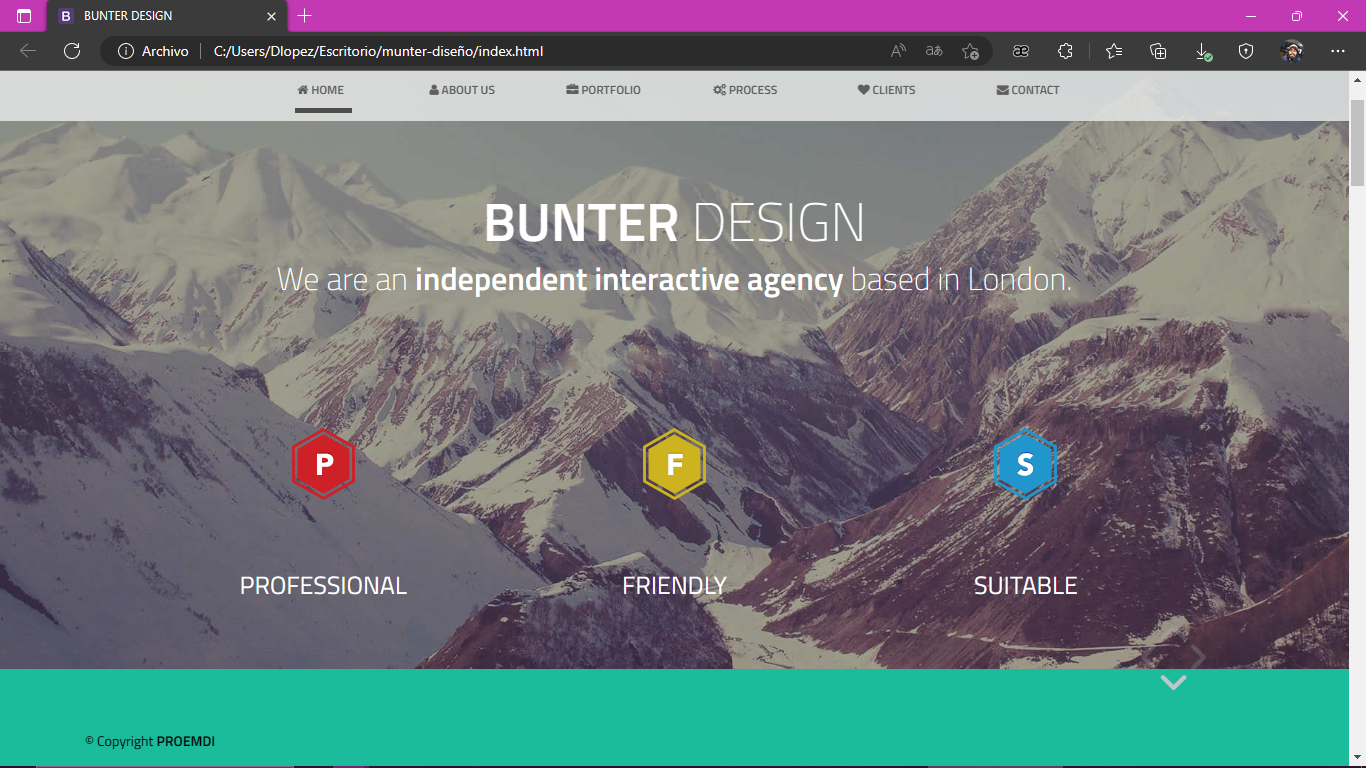 BUNTER DESIGN
Archivo C:/Users/Dlopez/Escritorio/munter-diseño/index.html
HOME ABOUT US PORTFOLIO PROCESS CLIENTS CONTACT
BUNTER DESIGN
We are an independent interactive agency based in London.
P F S
PROFESSIONAL FRIENDLY SUITABLE
© Copyright PROEMDI